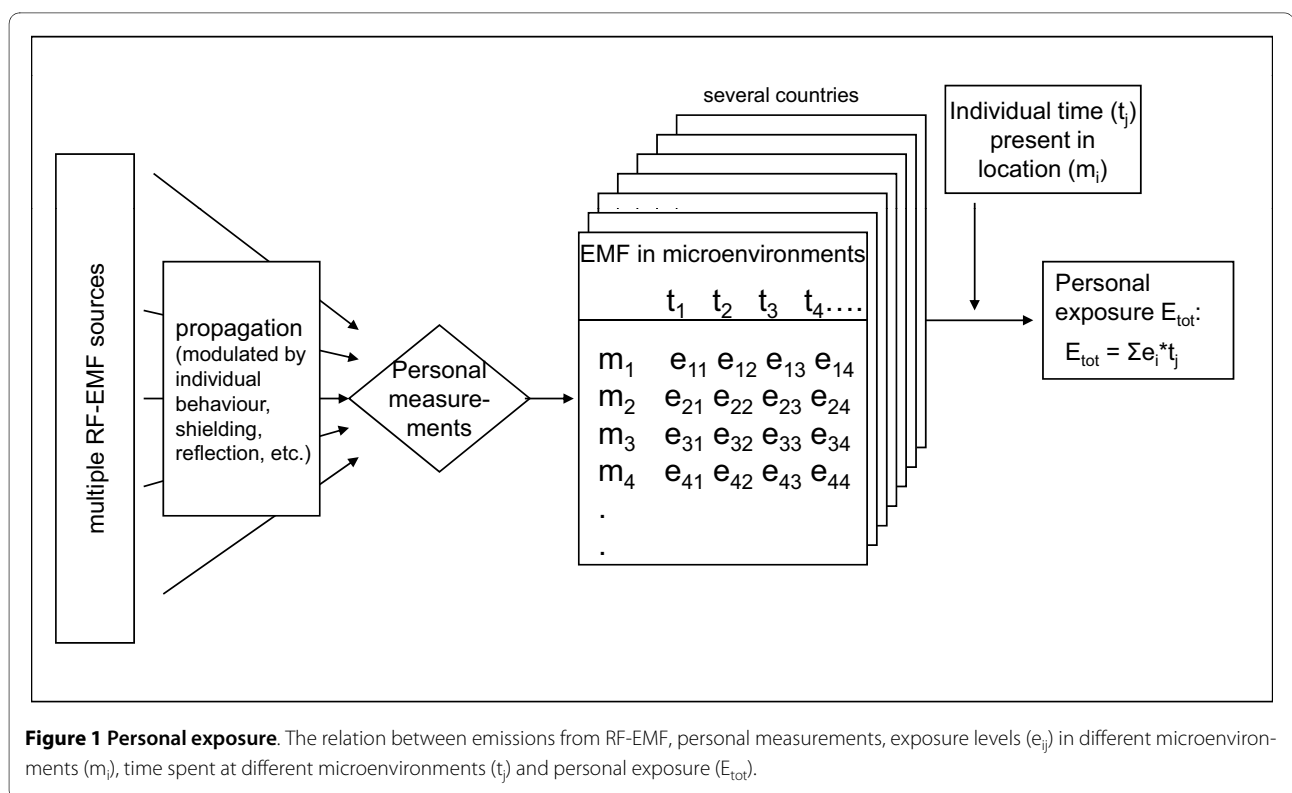 multiple RF-EMF sources
propagation
(modulated by
individual
behaviour,
shielding,
reflection, etc.)
Personal
measure-
ments
several countries
EMF in microenvironments
t₁ t₂ t₃ t₄....
m₁ e₁₁ e₁₂ e₁₃ e₁₄
m₂ e₂₁ e₂₂ e₂₃ e₂₄
m₃ e₃₁ e₃₂ e₃₃ e₃₄
m₄ e₄₁ e₄₂ e₄₃ e₄₄
.
.
Individual time (tⱼ)
present in
location (mᵢ)
Personal
exposure Eₜₒₜ:
Eₜₒₜ = Σeᵢ*tⱼ
Figure 1 Personal exposure. The relation between emissions from RF-EMF, personal measurements, exposure levels (eᵢⱼ) in different microenviron-
ments (mᵢ), time spent at different microenvironments (tⱼ) and personal exposure (Eₜₒₜ).